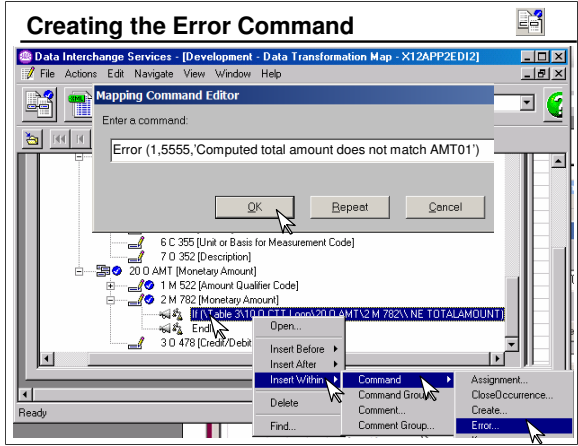 Creating the Error Command
Data Interchange Services - [Development - Data Transformation Map - X12APP2EDI2]
File Actions Edit Navigate View Window Help
Mapping Command Editor
Enter a command:
Error (1,5555,'Computed total amount does not match AMT01')
OK Repeat Cancel
6 C 355 [Unit or Basis for Measurement Code]
7 O 352 [Description]
20 O AMT [Monetary Amount]
1 M 522 [Amount Qualifier Code]
2 M 782 [Monetary Amount]
If (\Table 3\10 O CTT Loop\20 O AMT\2 M 782\\ NE TOTALAMOUNT)
EndI
3 O 478 [Credit/Debit
Open...
Insert Before
Insert After
Insert Within
Delete
Find...
Command
Command Group
Comment...
Comment Group...
Assignment...
CloseOccurrence...
Create...
Error...
Ready